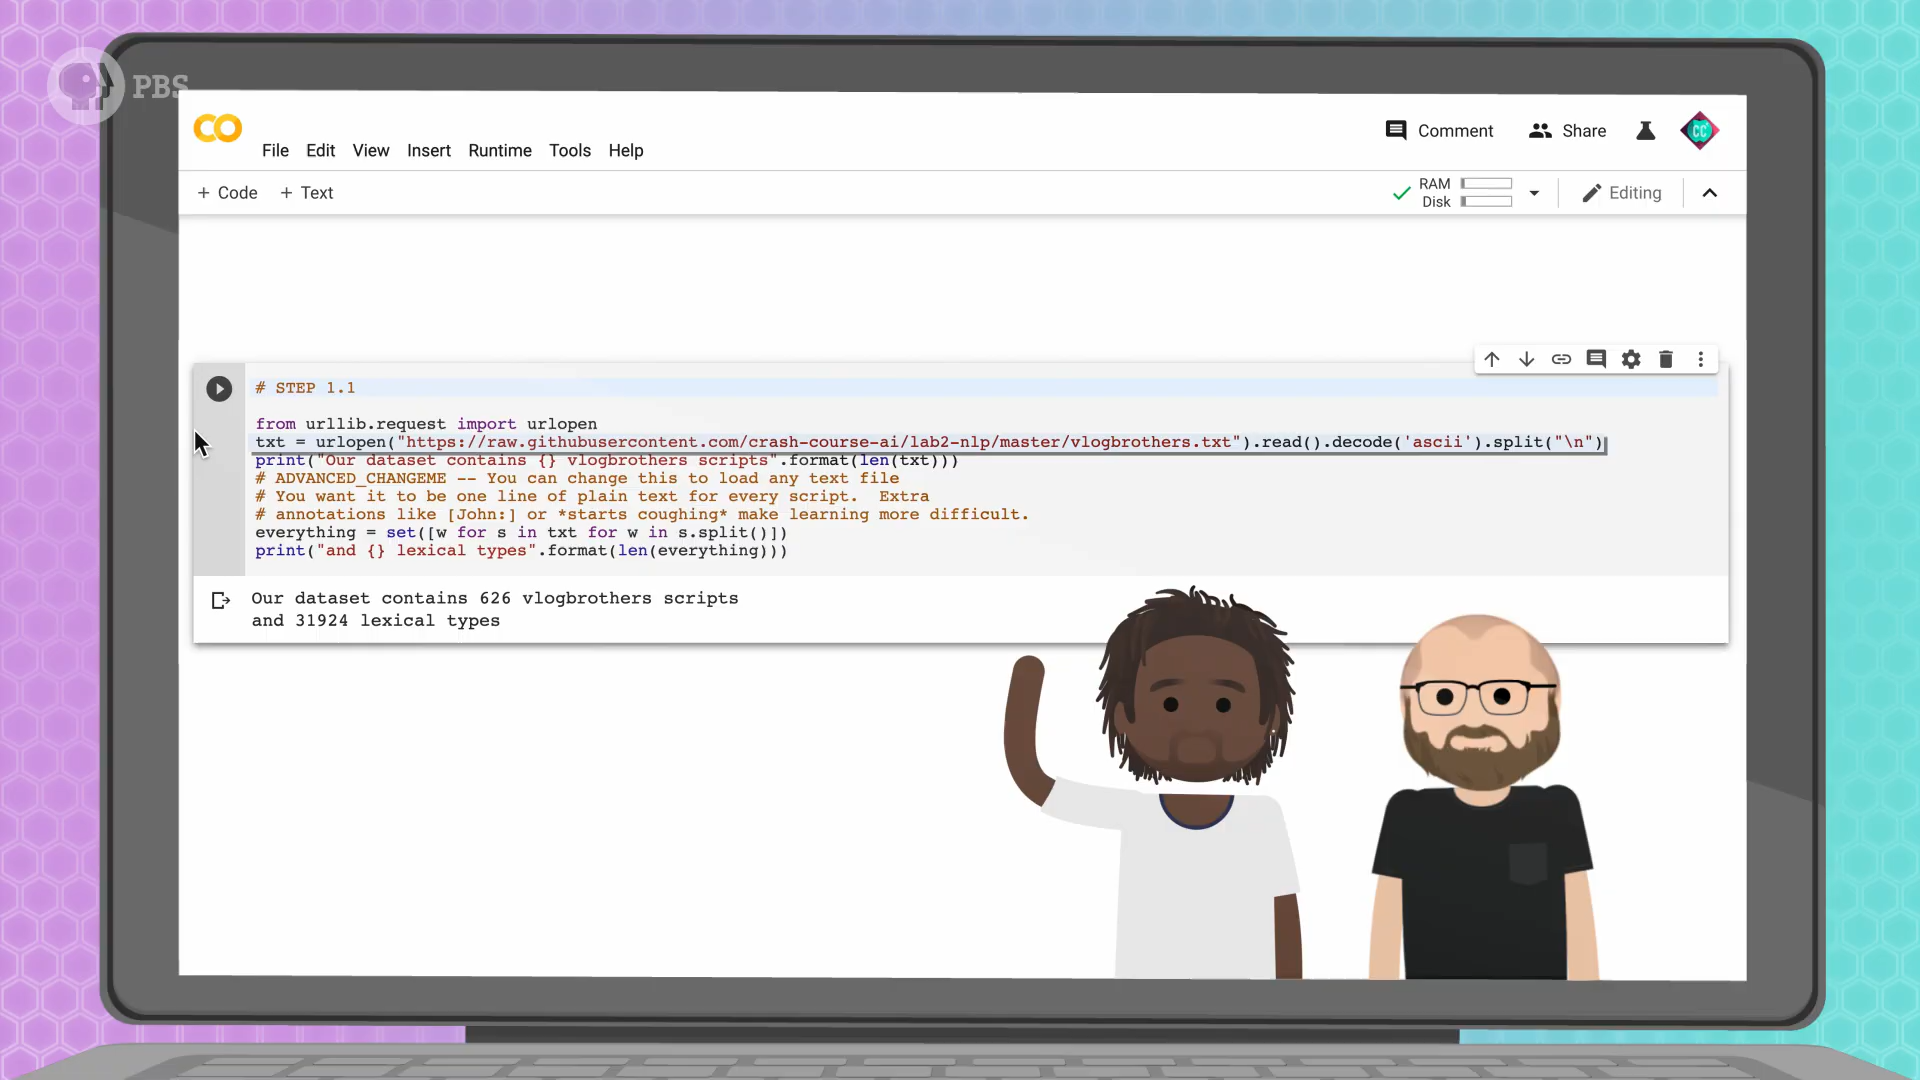 PBS
CO
File Edit View Insert Runtime Tools Help
Comment Share
CC
+ Code + Text
RAM
Disk
Editing
# STEP 1.1
from urllib.request import urlopen
txt = urlopen("https://raw.githubusercontent.com/crash-course-ai/lab2-nlp/master/vlogbrothers.txt").read().decode('ascii').split("\n")
print("Our dataset contains {} vlogbrothers scripts".format(len(txt)))
# ADVANCED_CHANGEME -- You can change this to load any text file
# You want it to be one line of plain text for every script.  Extra
# annotations like [John:] or *starts coughing* make learning more difficult.
everything = set([w for s in txt for w in s.split()])
print("and {} lexical types".format(len(everything)))
Our dataset contains 626 vlogbrothers scripts
and 31924 lexical types